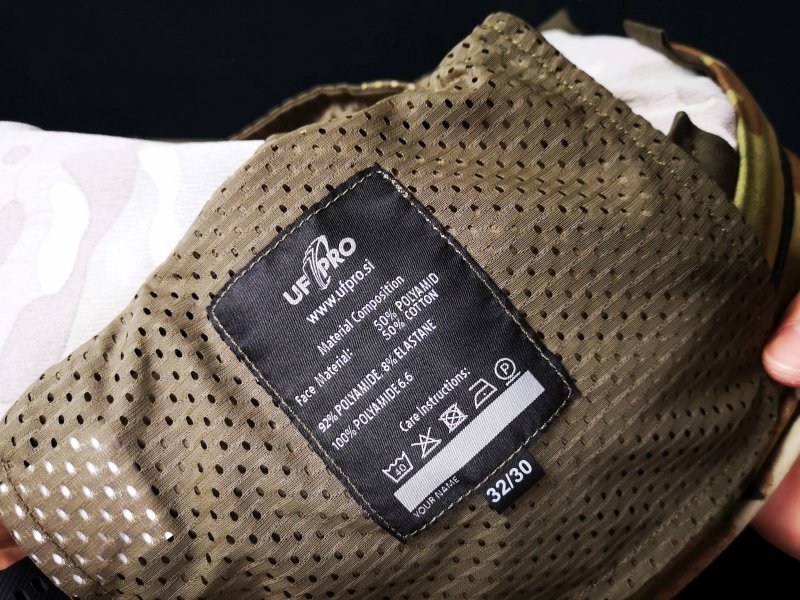 UF PRO
www.ufpro.si
Material Composition
Face Material: 50% POLYAMID
50% COTTON
92% POLYAMIDE, 8% ELASTANE
100% POLYAMIDE 6.6
Care Instructions:
40 P
YOUR NAME
32/30